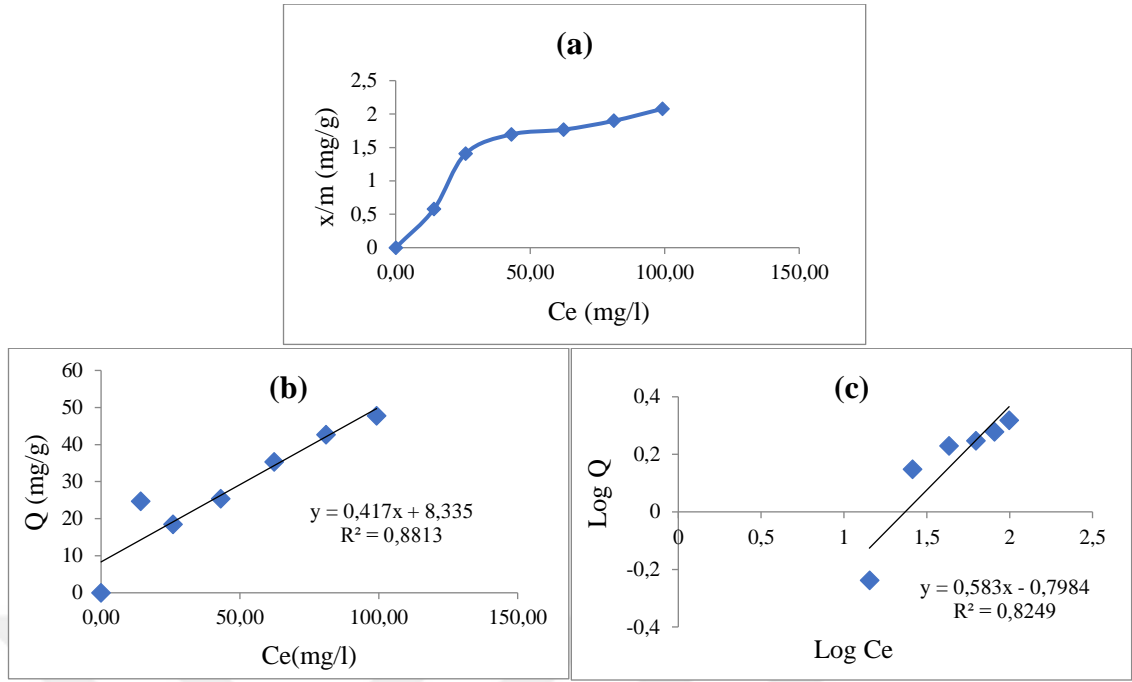 (a)
x/m (mg/g)
2,5
2
1,5
1
0,5
0
0,00 50,00 100,00 150,00
Ce (mg/l)
(b)
Q (mg/g)
60
50
40
30
20
10
0
0,00 50,00 100,00 150,00
y = 0,417x + 8,335
R² = 0,8813
Ce(mg/l)
(c)
Log Q
0,4
0,2
0
-0,2
-0,4
0 0,5 1 1,5 2 2,5
y = 0,583x - 0,7984
R² = 0,8249
Log Ce